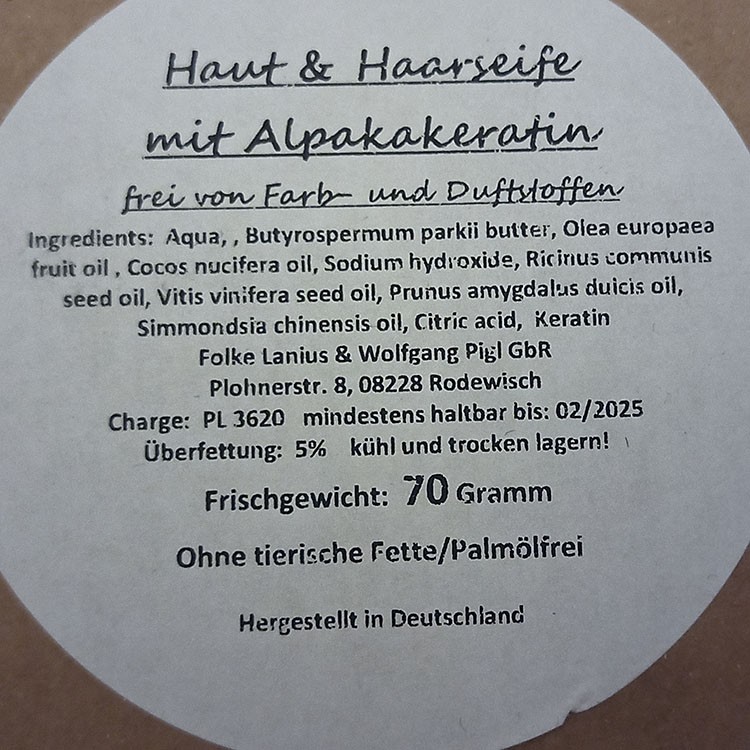 Haut & Haarseife
mit Alpakakeratin
frei von Farb- und Duftstoffen
Ingredients: Aqua, , Butyrospermum parkii butter, Olea europaea
fruit oil , Cocos nucifera oil, Sodium hydroxide, Ricinus communis
seed oil, Vitis vinifera seed oil, Prunus amygdalus dulcis oil,
Simmondsia chinensis oil, Citric acid, Keratin
Folke Lanius & Wolfgang Pigl GbR
Plohnerstr. 8, 08228 Rodewisch
Charge: PL 3620 mindestens haltbar bis: 02/2025
Überfettung: 5% kühl und trocken lagern!
Frischgewicht: 70 Gramm
Ohne tierische Fette/Palmölfrei
Hergestellt in Deutschland